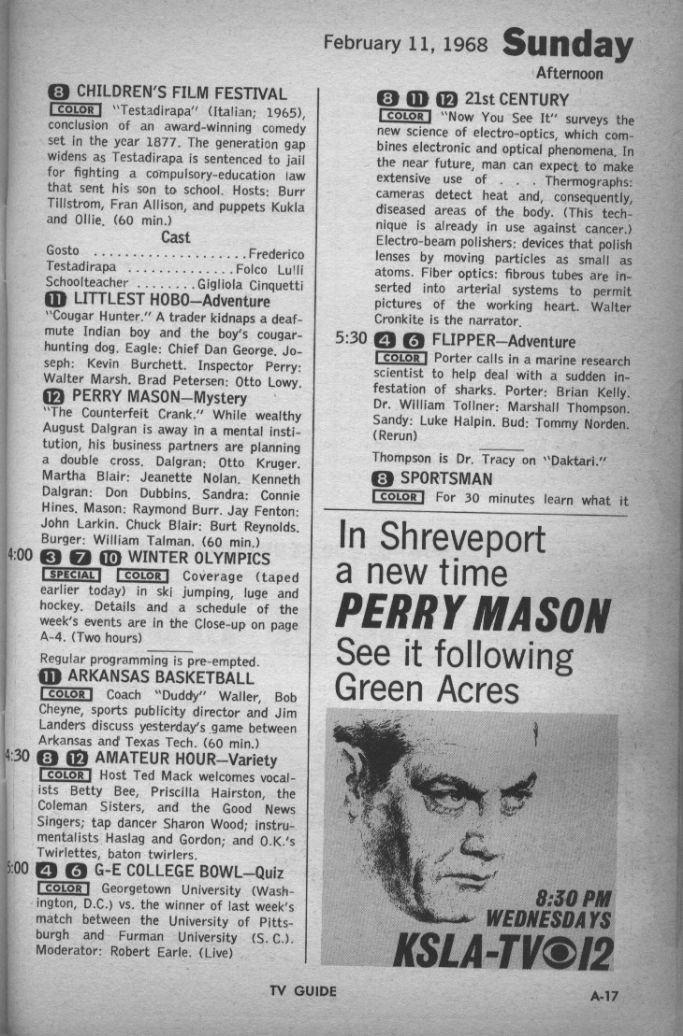 February 11, 1968 Sunday
Afternoon
8 CHILDREN'S FILM FESTIVAL
COLOR "Testadirapa" (Italian; 1965),
conclusion of an award-winning comedy
set in the year 1877. The generation gap
widens as Testadirapa is sentenced to jail
for fighting a compulsory-education law
that sent his son to school. Hosts: Burr
Tillstrom, Fran Allison, and puppets Kukla
and Ollie. (60 min.)
Cast
Gosto ....................Frederico
Testadirapa ..............Folco Lulli
Schoolteacher ........Gigliola Cinquetti
11 LITTLEST HOBO—Adventure
"Cougar Hunter." A trader kidnaps a deaf-
mute Indian boy and the boy's cougar-
hunting dog. Eagle: Chief Dan George. Jo-
seph: Kevin Burchett. Inspector Perry:
Walter Marsh. Brad Petersen: Otto Lowy.
12 PERRY MASON—Mystery
"The Counterfeit Crank." While wealthy
August Dalgran is away in a mental insti-
tution, his business partners are planning
a double cross. Dalgran: Otto Kruger.
Martha Blair: Jeanette Nolan. Kenneth
Dalgran: Don Dubbins. Sandra: Connie
Hines. Mason: Raymond Burr. Jay Fenton:
John Larkin. Chuck Blair: Burt Reynolds.
Burger: William Talman. (60 min.)
4:00 3 7 10 WINTER OLYMPICS
SPECIAL COLOR Coverage (taped
earlier today) in ski jumping, luge and
hockey. Details and a schedule of the
week's events are in the Close-up on page
A-4. (Two hours)
Regular programming is pre-empted.
11 ARKANSAS BASKETBALL
COLOR Coach "Duddy" Waller, Bob
Cheyne, sports publicity director and Jim
Landers discuss yesterday's game between
Arkansas and Texas Tech. (60 min.)
4:30 8 12 AMATEUR HOUR—Variety
COLOR Host Ted Mack welcomes vocal-
ists Betty Bee, Priscilla Hairston, the
Coleman Sisters, and the Good News
Singers; tap dancer Sharon Wood; instru-
mentalists Haslag and Gordon; and O.K.'s
Twirlettes, baton twirlers.
5:00 4 6 G-E COLLEGE BOWL—Quiz
COLOR Georgetown University (Wash-
ington, D.C.) vs. the winner of last week's
match between the University of Pitts-
burgh and Furman University (S.C.).
Moderator: Robert Earle. (Live)
8 11 12 21st CENTURY
COLOR "Now You See It" surveys the
new science of electro-optics, which com-
bines electronic and optical phenomena. In
the near future, man can expect to make
extensive use of . . . Thermographs:
cameras detect heat and, consequently,
diseased areas of the body. (This tech-
nique is already in use against cancer.)
Electro-beam polishers: devices that polish
lenses by moving particles as small as
atoms. Fiber optics: fibrous tubes are in-
serted into arterial systems to permit
pictures of the working heart. Walter
Cronkite is the narrator.
5:30 4 6 FLIPPER—Adventure
COLOR Porter calls in a marine research
scientist to help deal with a sudden in-
festation of sharks. Porter: Brian Kelly.
Dr. William Tollner: Marshall Thompson.
Sandy: Luke Halpin. Bud: Tommy Norden.
(Rerun)
Thompson is Dr. Tracy on "Daktari."
8 SPORTSMAN
COLOR For 30 minutes learn what it
In Shreveport
a new time
PERRY MASON
See it following
Green Acres
8:30 PM
WEDNESDAYS
KSLA-TV 12
TV GUIDE
A-17